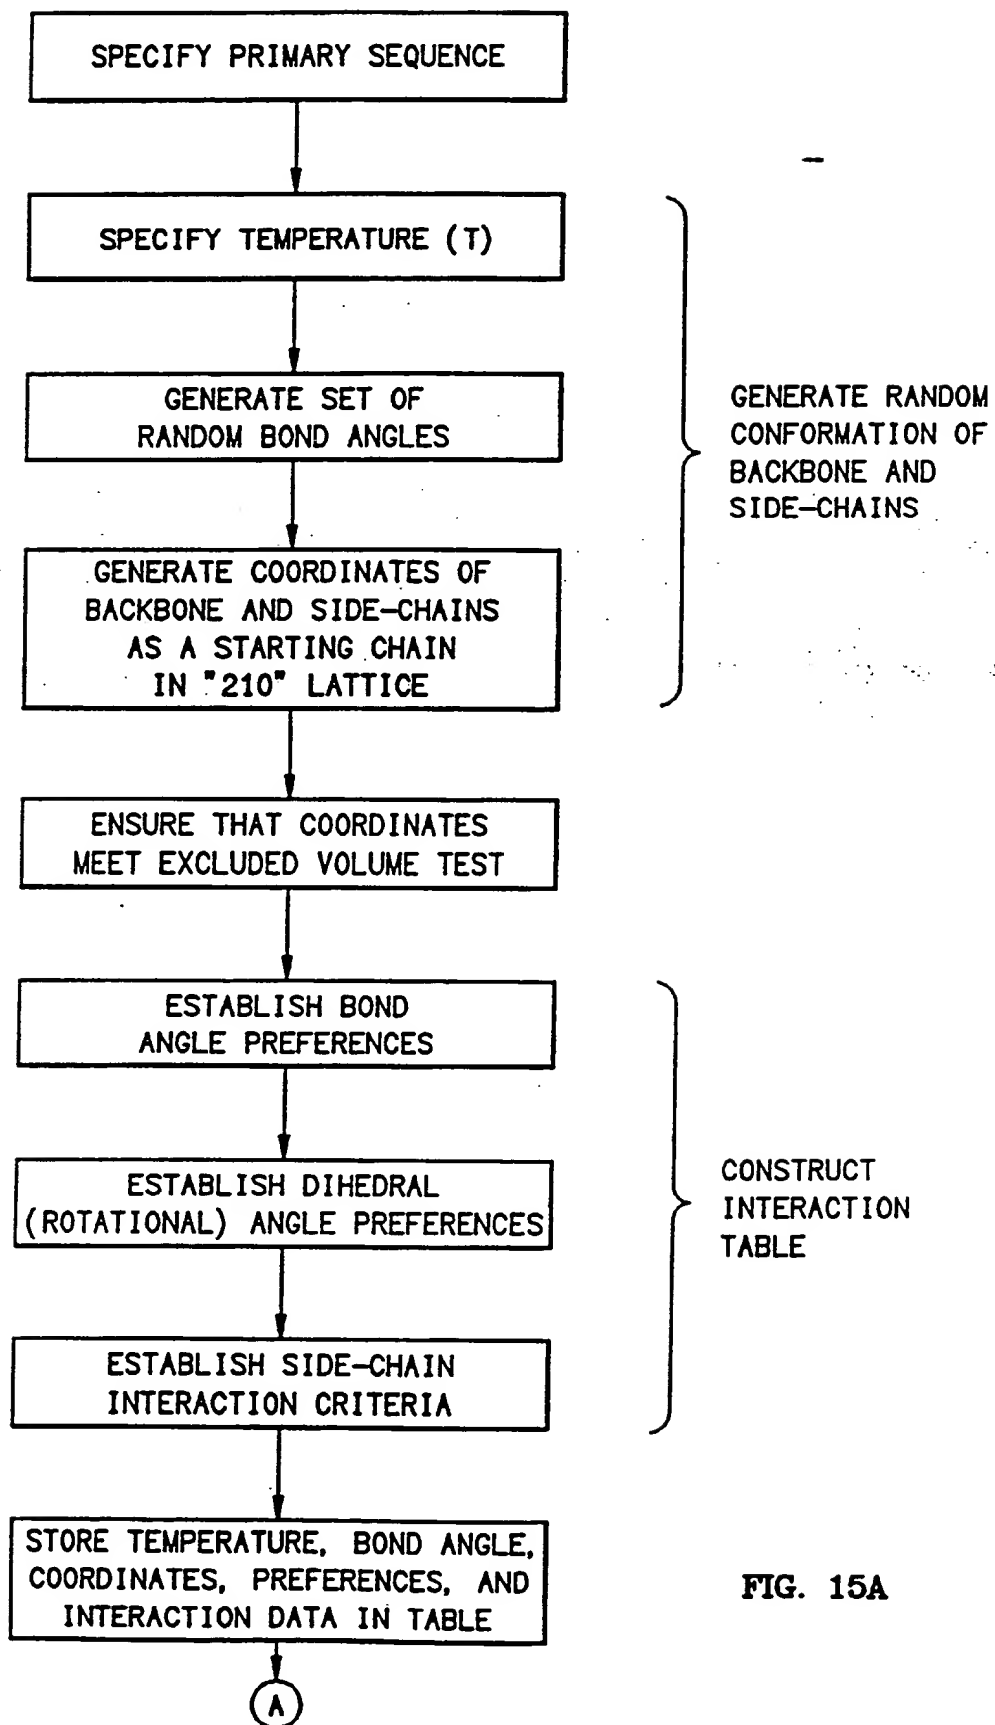 SPECIFY PRIMARY SEQUENCE
SPECIFY TEMPERATURE (T)
GENERATE SET OF
RANDOM BOND ANGLES
GENERATE COORDINATES OF
BACKBONE AND SIDE-CHAINS
AS A STARTING CHAIN
IN "210" LATTICE
GENERATE RANDOM
CONFORMATION OF
BACKBONE AND
SIDE-CHAINS
ENSURE THAT COORDINATES
MEET EXCLUDED VOLUME TEST
ESTABLISH BOND
ANGLE PREFERENCES
ESTABLISH DIHEDRAL
(ROTATIONAL) ANGLE PREFERENCES
ESTABLISH SIDE-CHAIN
INTERACTION CRITERIA
CONSTRUCT
INTERACTION
TABLE
STORE TEMPERATURE, BOND ANGLE,
COORDINATES, PREFERENCES, AND
INTERACTION DATA IN TABLE
A
FIG. 15A